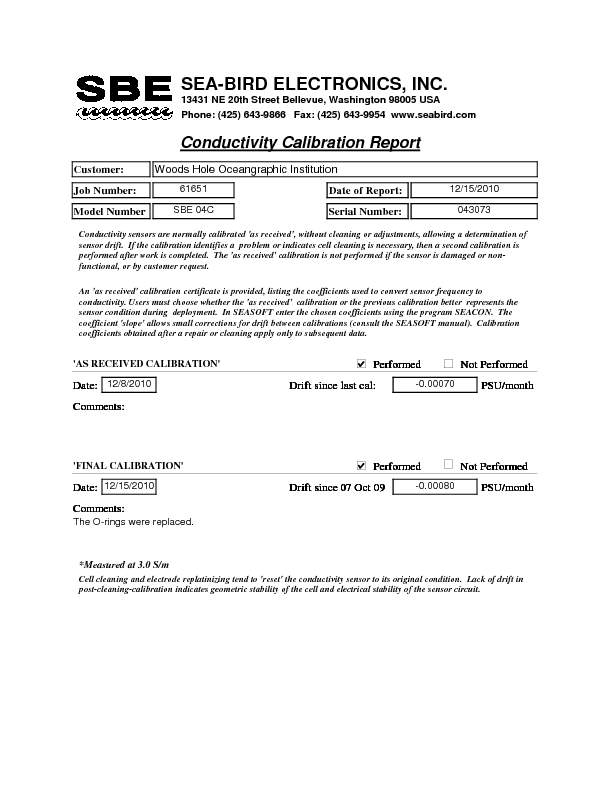 SBE SEA-BIRD ELECTRONICS, INC.
13431 NE 20th Street Bellevue, Washington 98005 USA
Phone: (425) 643-9866 Fax: (425) 643-9954 www.seabird.com
Conductivity Calibration Report
Customer: Woods Hole Oceangraphic Institution
Job Number: 61651 Date of Report: 12/15/2010
Model Number SBE 04C Serial Number: 043073
Conductivity sensors are normally calibrated 'as received', without cleaning or adjustments, allowing a determination of
sensor drift. If the calibration identifies a problem or indicates cell cleaning is necessary, then a second calibration is
performed after work is completed. The 'as received' calibration is not performed if the sensor is damaged or non-
functional, or by customer request.
An 'as received' calibration certificate is provided, listing the coefficients used to convert sensor frequency to
conductivity. Users must choose whether the 'as received' calibration or the previous calibration better represents the
sensor condition during deployment. In SEASOFT enter the chosen coefficients using the program SEACON. The
coefficient 'slope' allows small corrections for drift between calibrations (consult the SEASOFT manual). Calibration
coefficients obtained after a repair or cleaning apply only to subsequent data.
'AS RECEIVED CALIBRATION' Performed Not Performed
Date: 12/8/2010 Drift since last cal: -0.00070 PSU/month
Comments:
'FINAL CALIBRATION' Performed Not Performed
Date: 12/15/2010 Drift since 07 Oct 09 -0.00080 PSU/month
Comments:
The O-rings were replaced.
*Measured at 3.0 S/m
Cell cleaning and electrode replatinizing tend to 'reset' the conductivity sensor to its original condition. Lack of drift in
post-cleaning-calibration indicates geometric stability of the cell and electrical stability of the sensor circuit.